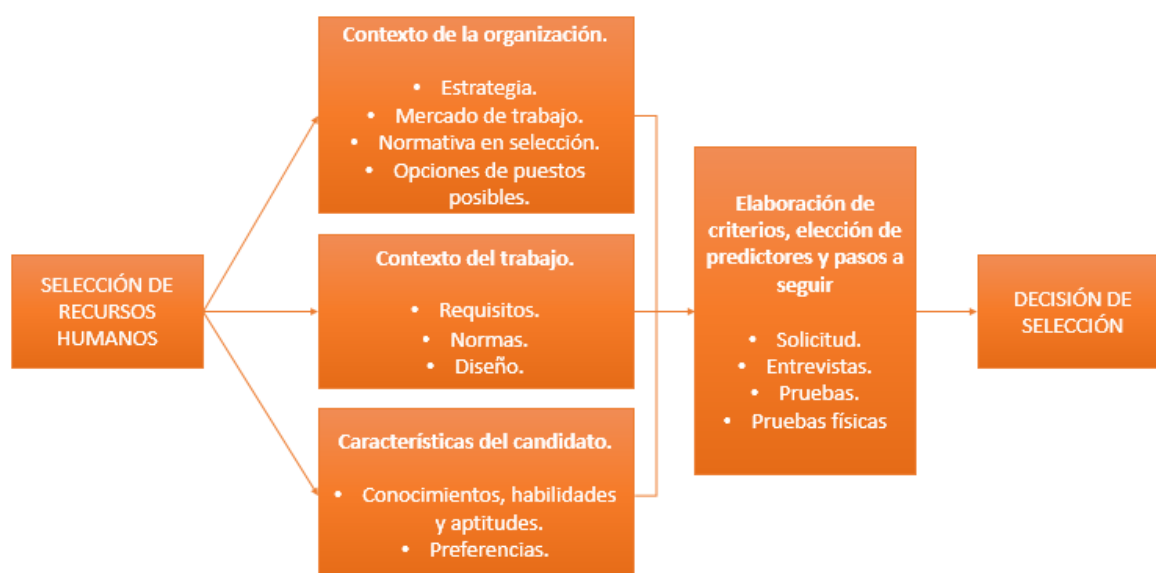 SELECCIÓN DE
RECURSOS
HUMANOS
Contexto de la organización.
• Estrategia.
• Mercado de trabajo.
• Normativa en selección.
• Opciones de puestos
posibles.
Contexto del trabajo.
• Requisitos.
• Normas.
• Diseño.
Carácterísticas del candidato.
• Conocimientos, habilidades
y aptitudes.
• Preferencias.
Elaboración de
criterios, elección de
predictores y pasos a
seguir
• Solicitud.
• Entrevistas.
• Pruebas.
• Pruebas físicas
DECISIÓN DE
SELECCIÓN